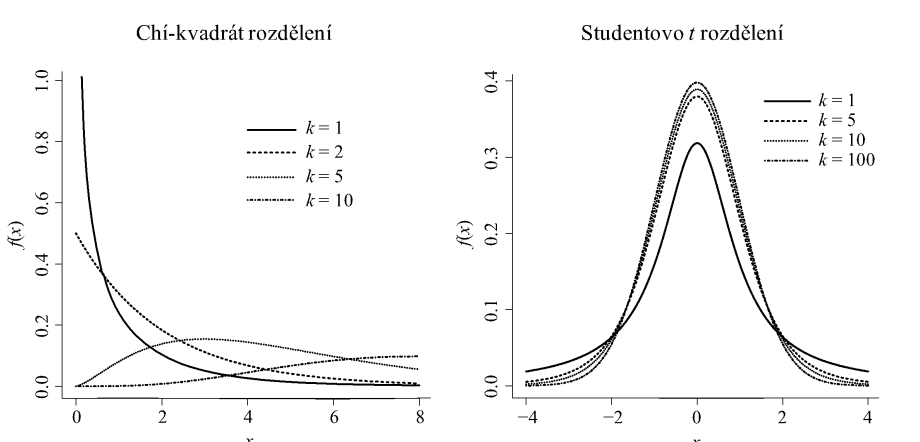 Chí-kvadrát rozdělení
f(x)
0.0 0.2 0.4 0.6 0.8 1.0
k = 1
k = 2
k = 5
k = 10
0 2 4 6 8
x
Studentovo t rozdělení
f(x)
0.0 0.1 0.2 0.3 0.4
k = 1
k = 5
k = 10
k = 100
−4 −2 0 2 4
x